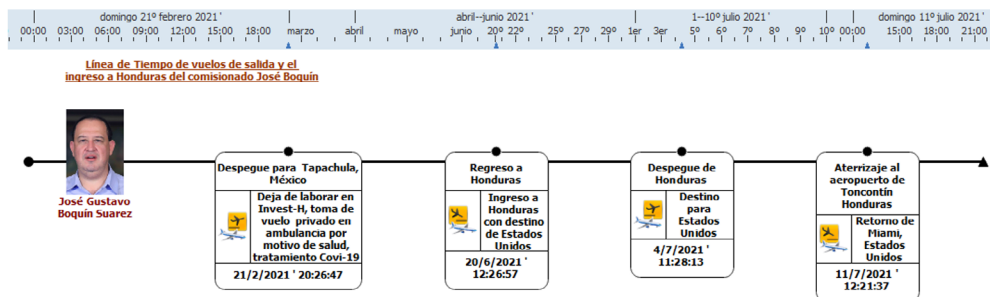 domingo 21º febrero 2021'
abril--junio 2021'
1--10º julio 2021'
domingo 11º julio 2021'
00:00 03:00 06:00 09:00 12:00 15:00 18:00 marzo abril mayo junio 20º 22º 25º 27º 29º 1er 3er 5º 6º 7º 8º 9º 10º 00:00 15:00 18:00 21:00
Línea de Tiempo de vuelos de salida y el
ingreso a Honduras del comisionado José Boquín
José Gustavo
Boquín Suarez
Despegue para Tapachula,
México
Deja de laborar en
Invest-H, toma de
vuelo privado en
ambulancia por
motivo de salud,
tratamiento Covi-19
21/2/2021 ' 20:26:47
Regreso a
Honduras
Ingreso a
Honduras
con destino
de Estados
Unidos
20/6/2021 '
12:26:57
Despegue de
Honduras
Destino
para
Estados
Unidos
4/7/2021 '
11:28:13
Aterrizaje al
aeropuerto de
Toncontín
Honduras
Retorno de
Miami,
Estados
Unidos
11/7/2021 '
12:21:37